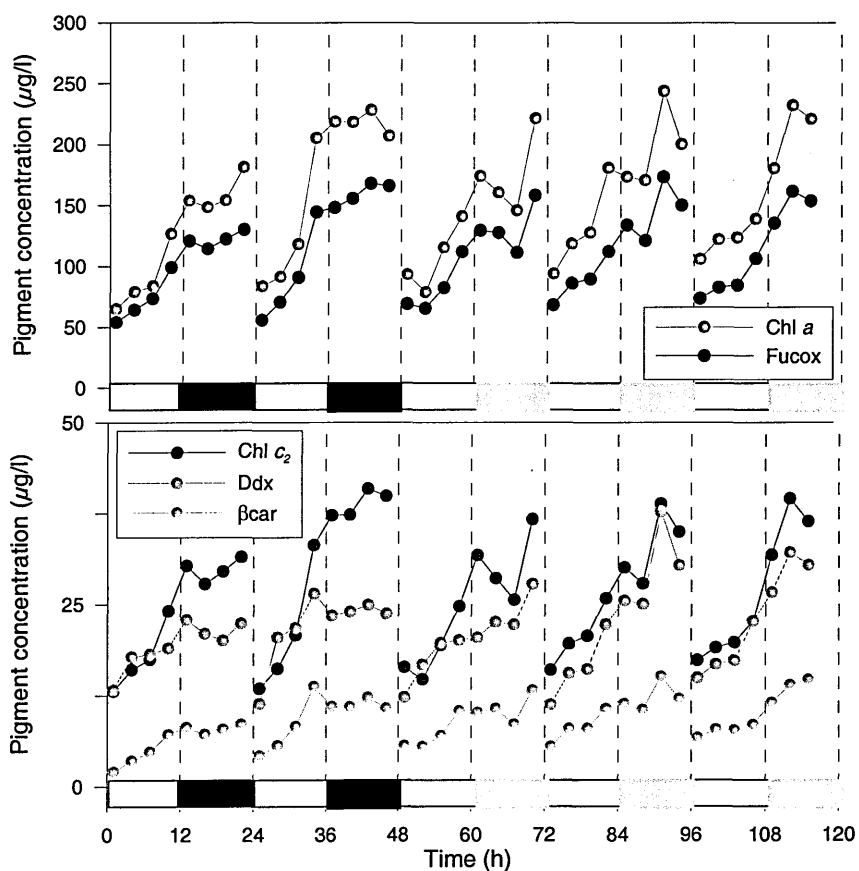 Pigment concentration (µg/l)
300
250
200
150
100
50
0
Chl a
Fucox
Pigment concentration (µg/l)
50
25
0
Chl c₂
Ddx
βcar
0 12 24 36 48 60 72 84 96 108 120
Time (h)